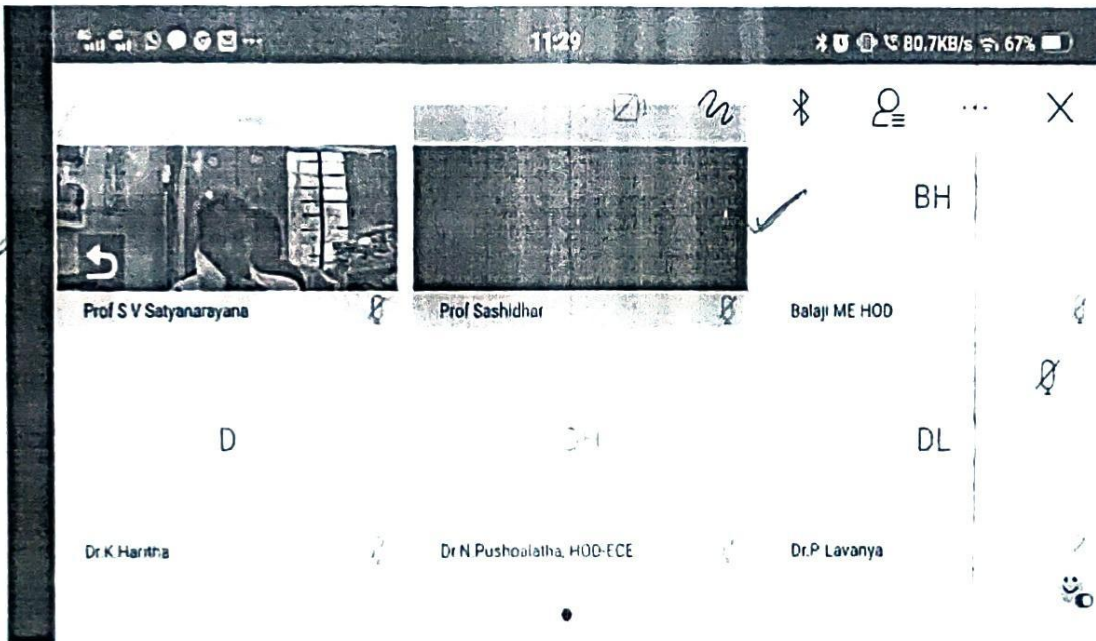 11:29 80.7KB/s 67%
BH
Prof S V Satyanarayana Prof Sashidhar Balaji ME HOD
D DH DL
Dr.K.Haritha Dr N.Pushpalatha, HOD-ECE Dr.P Lavanya